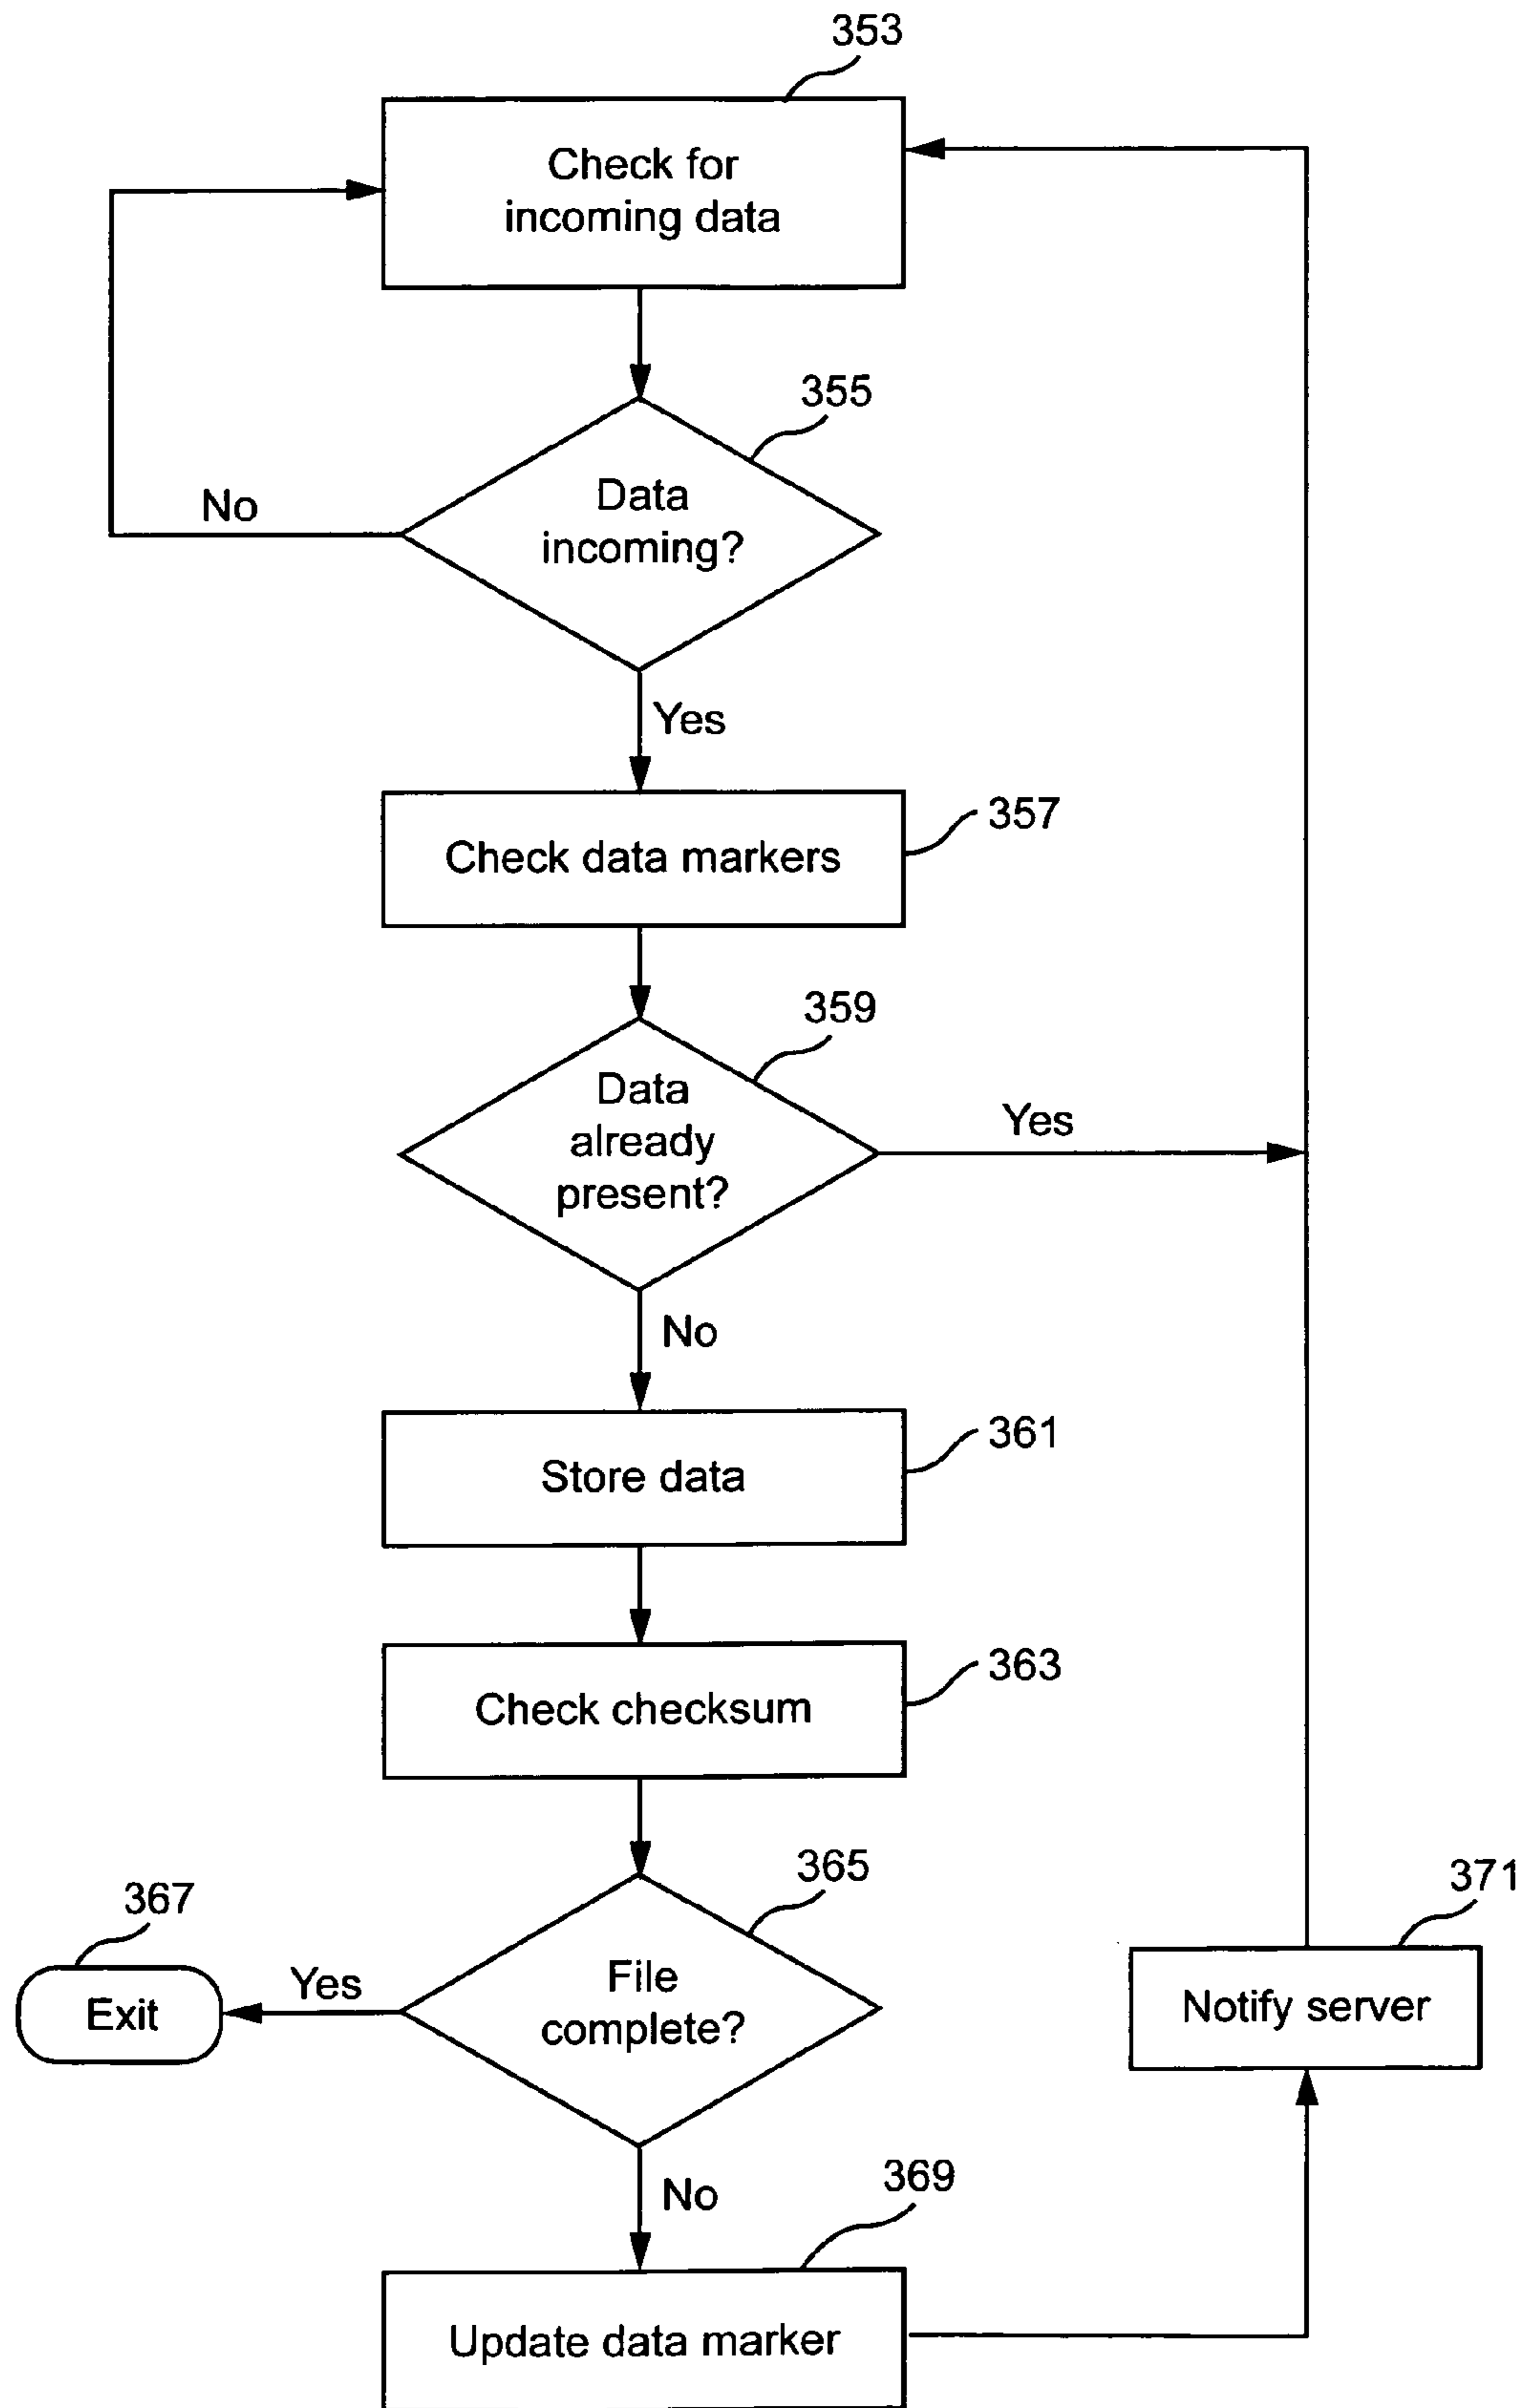 353
Check for
incoming data
355
Data
incoming?
No
Yes
Check data markers
357
359
Data
already
present?
Yes
No
Store data
361
Check checksum
363
365
367
File
complete?
Yes
Exit
371
Notify server
No
369
Update data marker